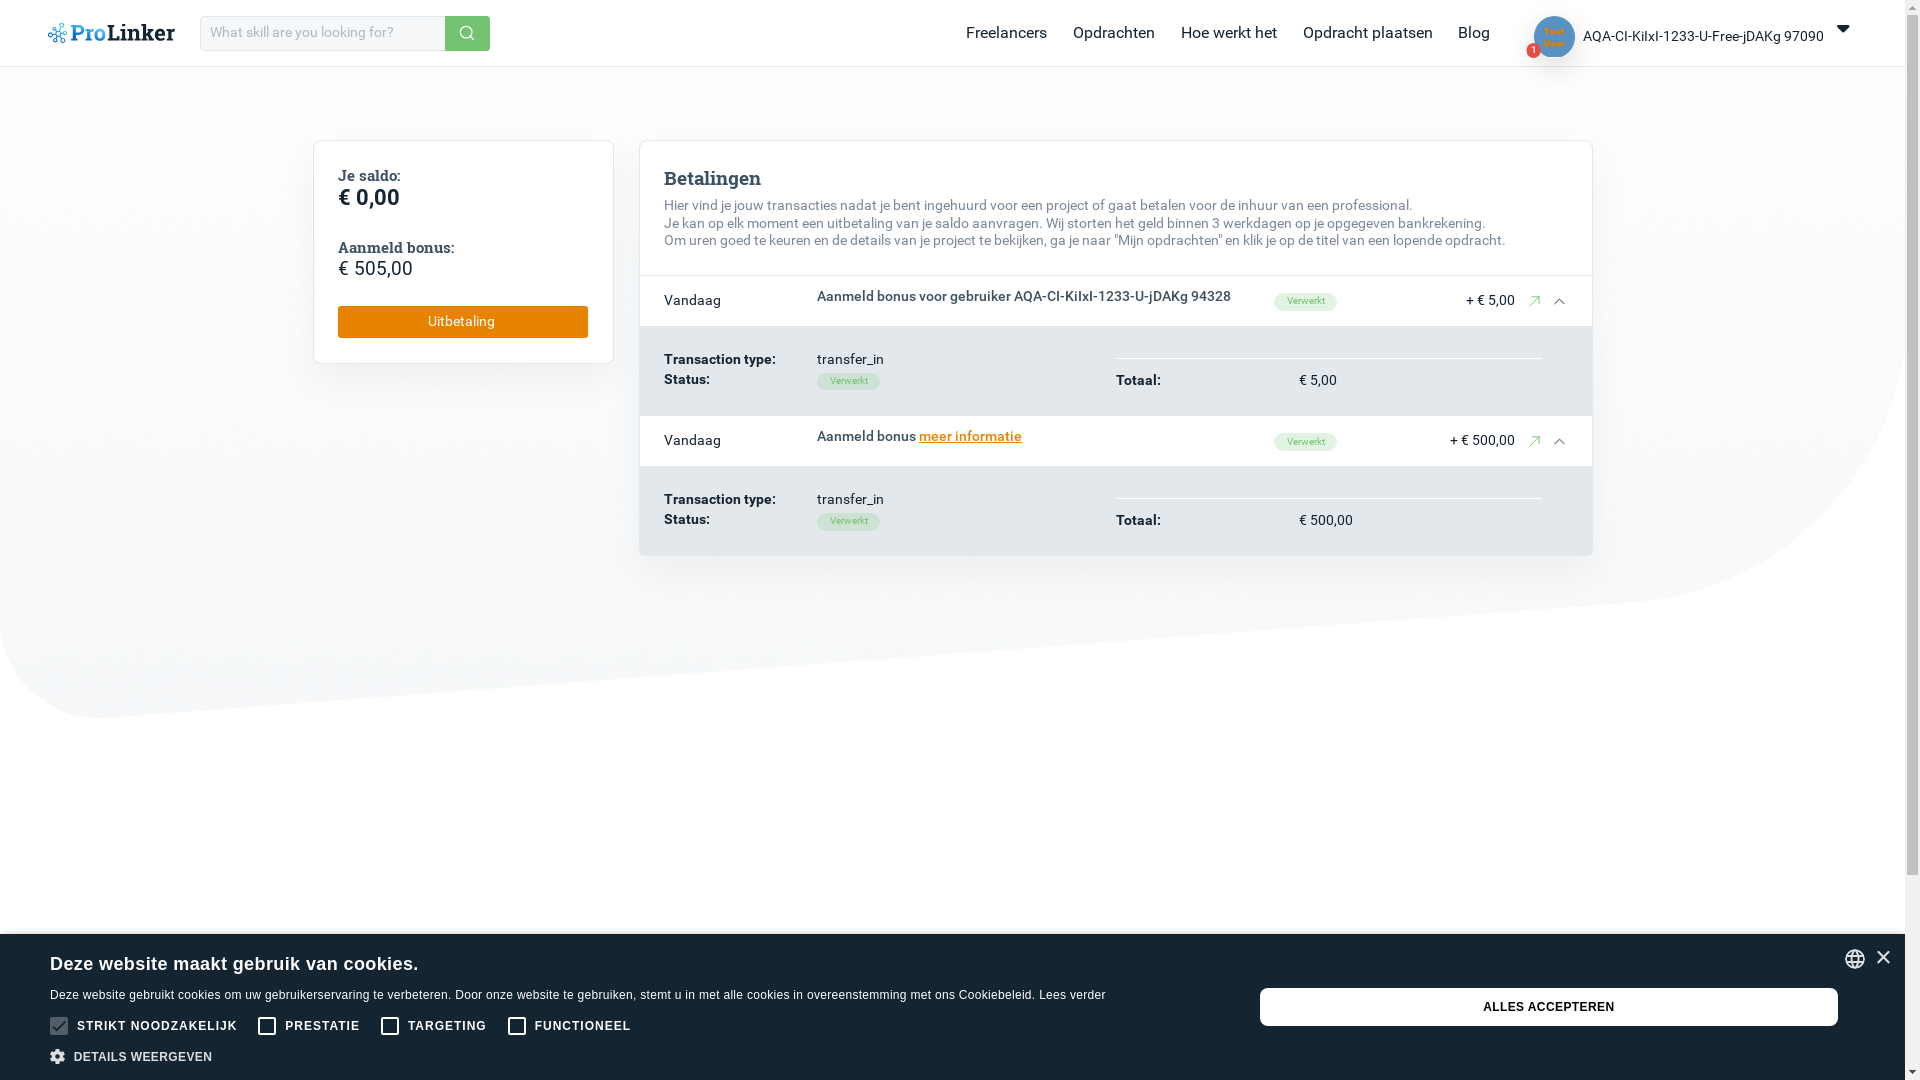 ProLinker
What skill are you looking for?
Freelancers
Opdrachten
Hoe werkt het
Opdracht plaatsen
Blog
Test
User
1
AQA-CI-KiIxI-1233-U-Free-jDAKg 97090
Je saldo:
€ 0,00
Aanmeld bonus:
€ 505,00
Uitbetaling
Betalingen
Hier vind je jouw transacties nadat je bent ingehuurd voor een project of gaat betalen voor de inhuur van een professional.
Je kan op elk moment een uitbetaling van je saldo aanvragen. Wij storten het geld binnen 3 werkdagen op je opgegeven bankrekening.
Om uren goed te keuren en de details van je project te bekijken, ga je naar "Mijn opdrachten" en klik je op de titel van een lopende opdracht.
Vandaag
Aanmeld bonus voor gebruiker AQA-CI-KiIxI-1233-U-jDAKg 94328
Verwerkt
+ € 5,00
Transaction type:
transfer_in
Status:
Verwerkt
Totaal:
€ 5,00
Vandaag
Aanmeld bonus meer informatie
Verwerkt
+ € 500,00
Transaction type:
transfer_in
Status:
Verwerkt
Totaal:
€ 500,00
Deze website maakt gebruik van cookies.
Deze website gebruikt cookies om uw gebruikerservaring te verbeteren. Door onze website te gebruiken, stemt u in met alle cookies in overeenstemming met ons Cookiebeleid. Lees verder
STRIKT NOODZAKELIJK
PRESTATIE
TARGETING
FUNCTIONEEL
DETAILS WEERGEVEN
ALLES ACCEPTEREN